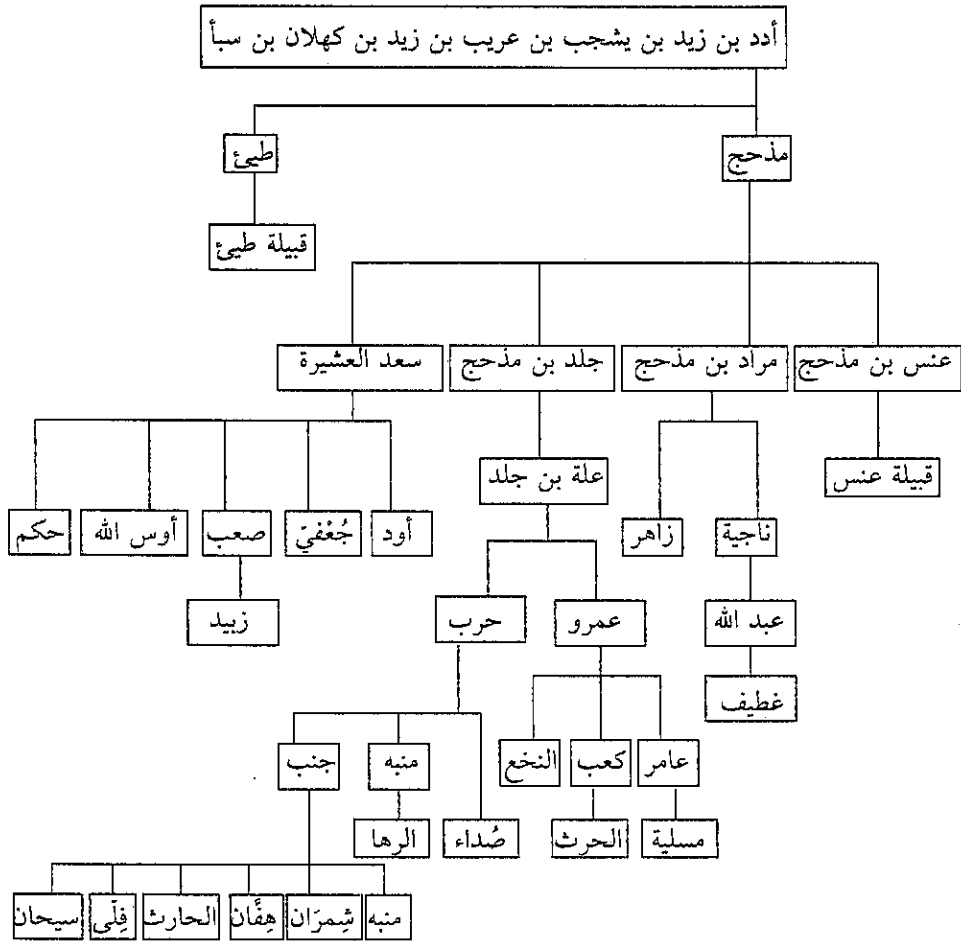 أدد بن زيد بن يشجب بن عريب بن زيد بن كهلان بن سبأ
مذحج
طيئ
قبيلة طيئ
عنس بن مذحج
مراد بن مذحج
جلد بن مذحج
سعد العشيرة
قبيلة عنس
علة بن جلد
ناجية
زاهر
أود
جُعْفيّ
صعب
أوس الله
حكم
عبد الله
عمرو
حرب
زبيد
غطيف
عامر
كعب
النخع
منبه
جنب
مسلية
الحرث
صُداء
الرها
منبه
شِمرَان
هِفَّان
الحارث
فِلَى
سيحان